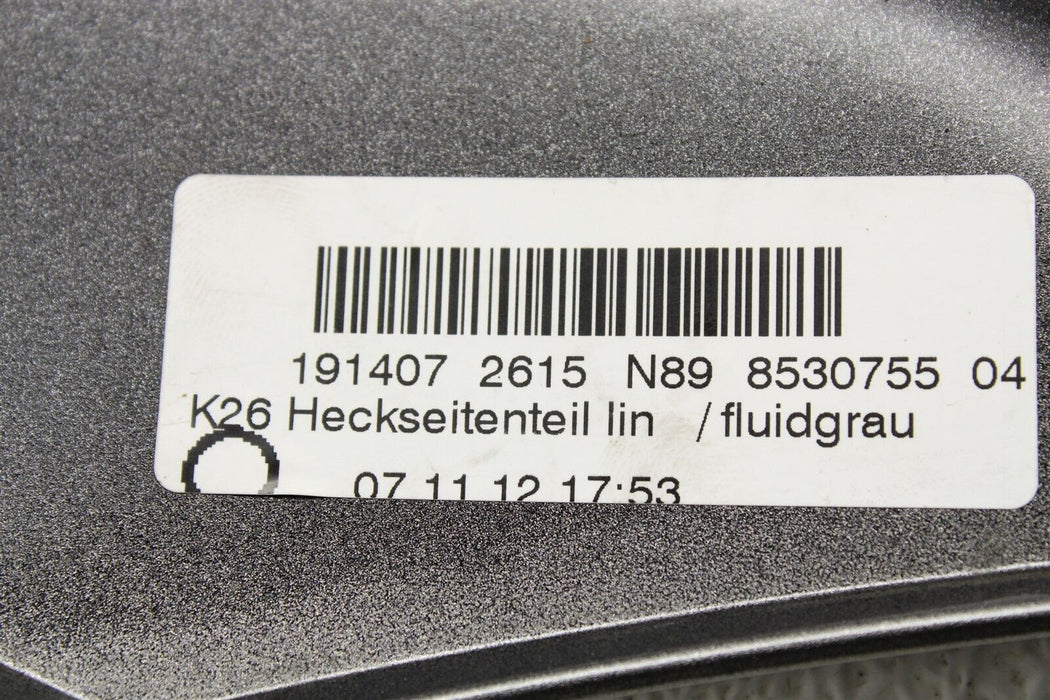 191407 2615 N89 8530755 04
K26 Heckseitenteil lin / fluidgrau
07.11.12 17:53